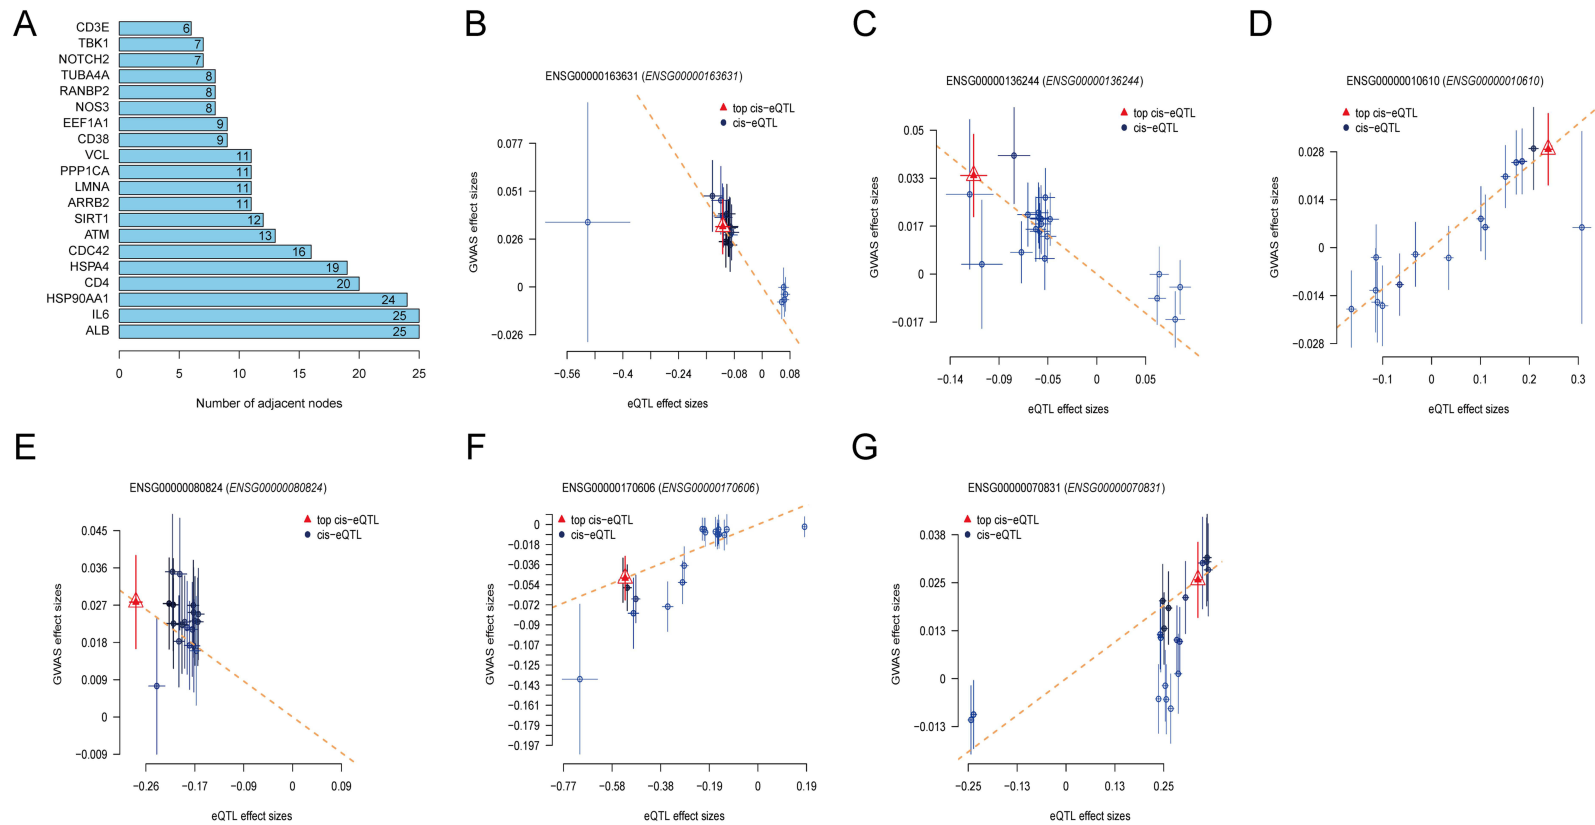 A
CD3E 6
TBK1 7
NOTCH2 7
TUBA4A 8
RANBP2 8
NOS3 8
EEF1A1 9
CD38 9
VCL 11
PPP1CA 11
LMNA 11
ARRB2 11
SIRT1 12
ATM 13
CDC42 16
HSPA4 19
CD4 20
HSP90AA1 24
IL6 25
ALB 25
0 5 10 15 20 25
Number of adjacent nodes
B
ENSG00000163631 (ENSG00000163631)
top cis−eQTL
cis−eQTL
GWAS effect sizes
0.077
0.051
0.026
0
−0.026
−0.56 −0.4 −0.24 −0.08 0 0.08
eQTL effect sizes
C
ENSG00000136244 (ENSG00000136244)
top cis−eQTL
cis−eQTL
GWAS effect sizes
0.05
0.033
0.017
0
−0.017
−0.14 −0.09 −0.05 0 0.05
eQTL effect sizes
D
ENSG00000010610 (ENSG00000010610)
top cis−eQTL
cis−eQTL
GWAS effect sizes
0.028
0.014
0
−0.014
−0.028
−0.1 0 0.1 0.2 0.3
eQTL effect sizes
E
ENSG00000080824 (ENSG00000080824)
top cis−eQTL
cis−eQTL
GWAS effect sizes
0.045
0.036
0.027
0.018
0.009
0
−0.009
−0.26 −0.17 −0.09 0 0.09
eQTL effect sizes
F
ENSG00000170606 (ENSG00000170606)
top cis−eQTL
cis−eQTL
GWAS effect sizes
0
−0.018
−0.036
−0.054
−0.072
−0.09
−0.107
−0.125
−0.143
−0.161
−0.179
−0.197
−0.77 −0.58 −0.38 −0.19 0 0.19
eQTL effect sizes
G
ENSG00000070831 (ENSG00000070831)
top cis−eQTL
cis−eQTL
GWAS effect sizes
0.038
0.025
0.013
0
−0.013
−0.25 −0.13 0 0.13 0.25
eQTL effect sizes